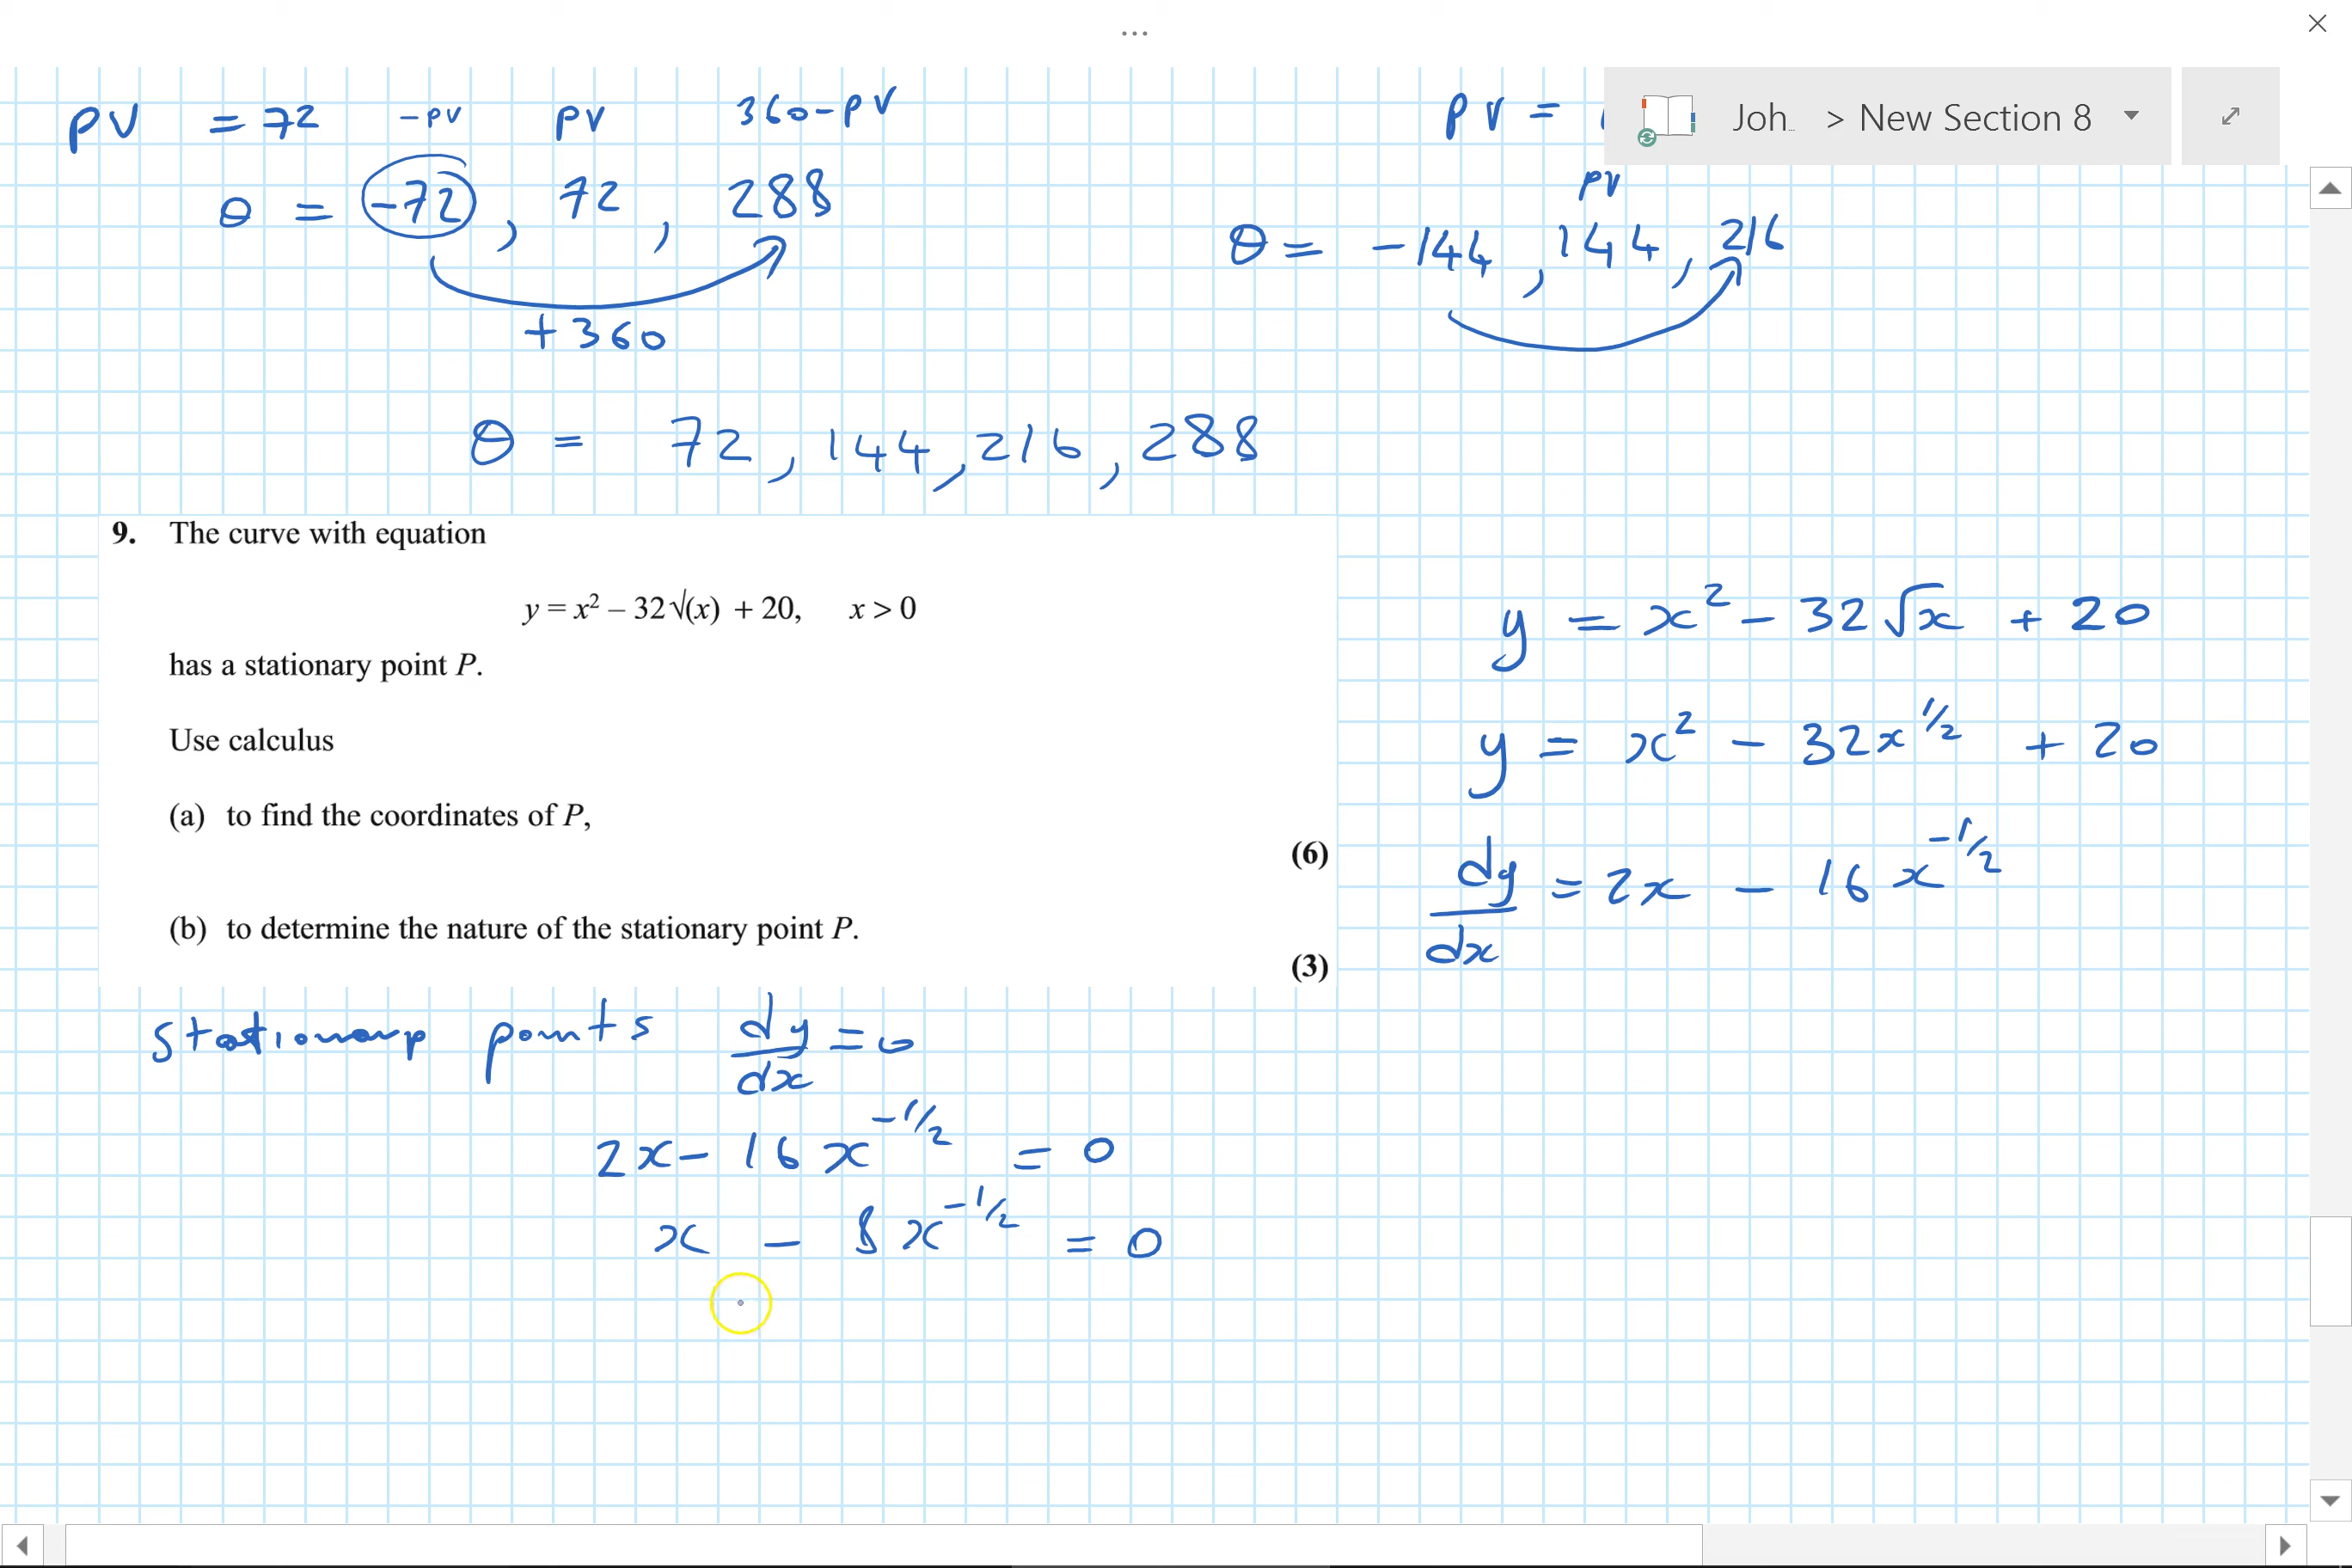 pv = 72 -pv pv 360-pv
θ = -72, 72, 288
+360
pv =
pv
θ = -144, 144, 216
Joh... > New Section 8
θ = 72, 144, 216, 288
9. The curve with equation
y = x² – 32√(x) + 20, x > 0
has a stationary point P.
Use calculus
(a) to find the coordinates of P,
(6)
(b) to determine the nature of the stationary point P.
(3)
y = x² - 32√x + 20
y = x² - 32x^1/2 + 20
dy/dx = 2x - 16x^-1/2
Stationary points dy/dx = 0
2x - 16x^-1/2 = 0
x - 8x^-1/2 = 0